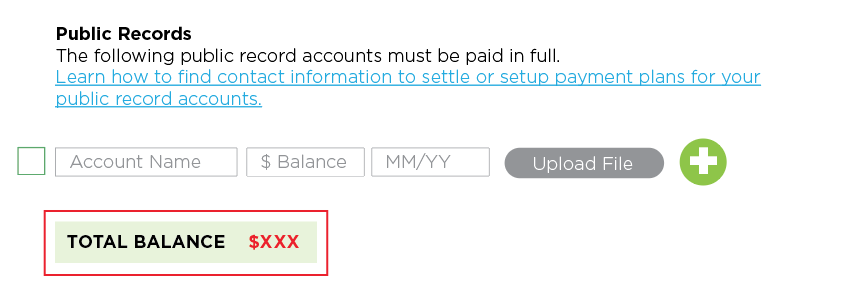 Public Records
The following public record accounts must be paid in full.
Learn how to find contact information to settle or setup payment plans for your
public record accounts.
Account Name $ Balance MM/YY Upload File
TOTAL BALANCE $XXX